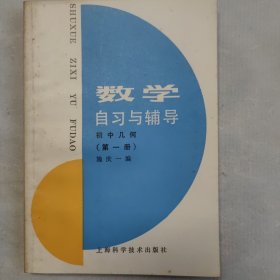 SHUXUE ZIXI YU FUDAO
数学
自习与辅导
初中几何
(第一册)
施庆一编
上海科学技术出版社